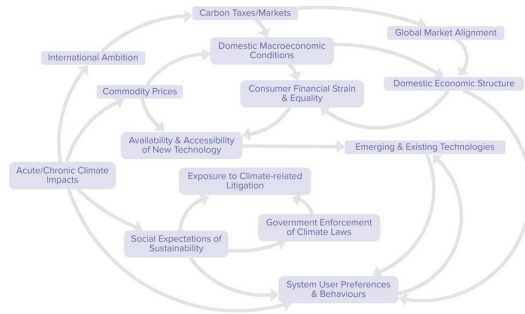 Carbon Taxes/Markets
Global Market Alignment
International Ambition
Domestic Macroeconomic
Conditions
Commodity Prices
Consumer Financial Strain
& Equality
Domestic Economic Structure
Availability & Accessibility
of New Technology
Emerging & Existing Technologies
Acute/Chronic Climate
Impacts
Exposure to Climate-related
Litigation
Government Enforcement
of Climate Laws
Social Expectations of
Sustainability
System User Preferences
& Behaviours